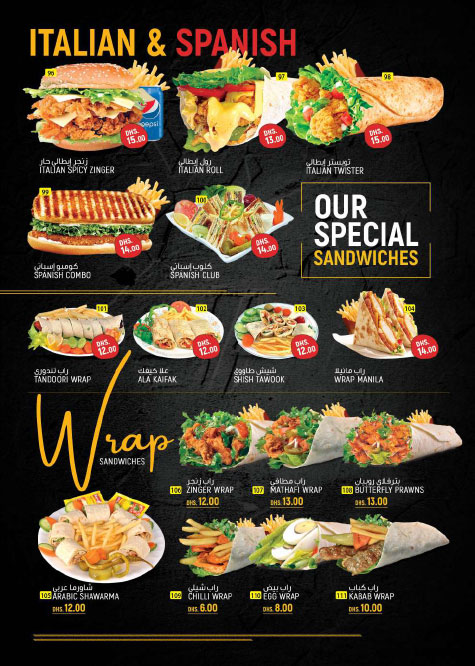 ITALIAN & SPANISH
96
97
98
pepsi
DHS. 15.00
DHS. 13.00
DHS. 15.00
زنجر إيطالي حار
ITALIAN SPICY ZINGER
رول إيطالي
ITALIAN ROLL
تويستر إيطالي
ITALIAN TWISTER
99
100
DHS. 14.00
DHS. 14.00
كومبو إسباني
SPANISH COMBO
كلوب إسباني
SPANISH CLUB
OUR
SPECIAL
SANDWICHES
101
102
103
104
DHS. 12.00
DHS. 12.00
DHS. 12.00
DHS. 14.00
راب تندوري
TANDOORI WRAP
علا كيفك
ALA KAIFAK
شيش طاووق
SHISH TAWOOK
راب مانيلا
WRAP MANILA
Wrap
SANDWICHES
راب زنجر
106 ZINGER WRAP
DHS. 12.00
راب مطافي
107 MATHAFI WRAP
DHS. 13.00
بترفلاي روبيان
108 BUTTERFLY PRAWNS
DHS. 13.00
شاورما عربي
105 ARABIC SHAWARMA
DHS. 12.00
راب شيلي
109 CHILLI WRAP
DHS. 6.00
راب بيض
110 EGG WRAP
DHS. 8.00
راب كباب
111 KABAB WRAP
DHS. 10.00